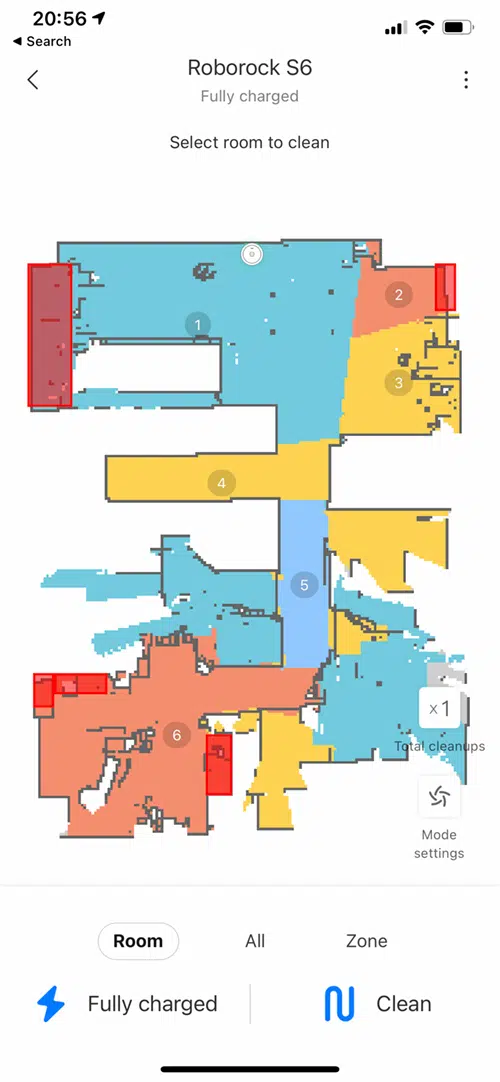 20:56
Search
Roborock S6
Fully charged
Select room to clean
1
2
3
4
5
6
x1
Total cleanups
Mode
settings
Room All Zone
Fully charged Clean